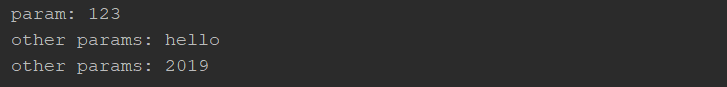 param: 123
other params: hello
other params: 2019